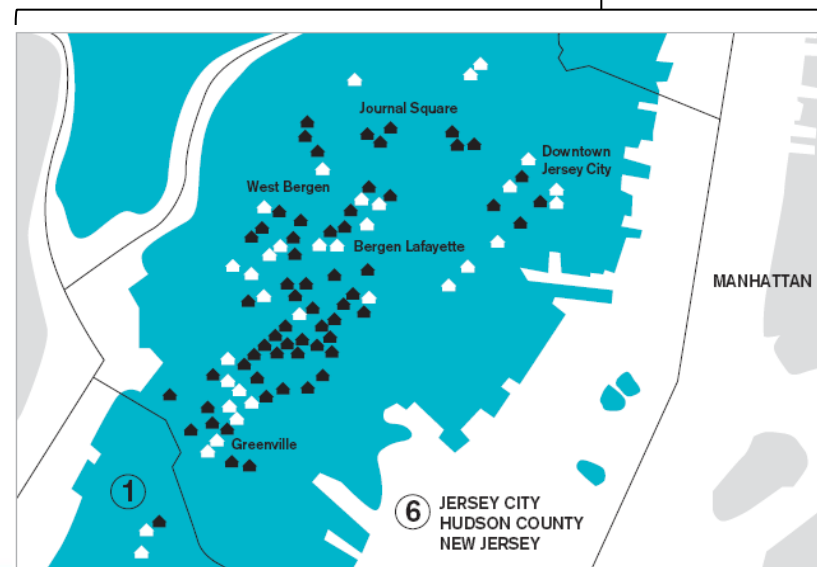 Journal Square
Downtown
Jersey City
West Bergen
Bergen Lafayette
MANHATTAN
Greenville
1
6
JERSEY CITY
HUDSON COUNTY
NEW JERSEY